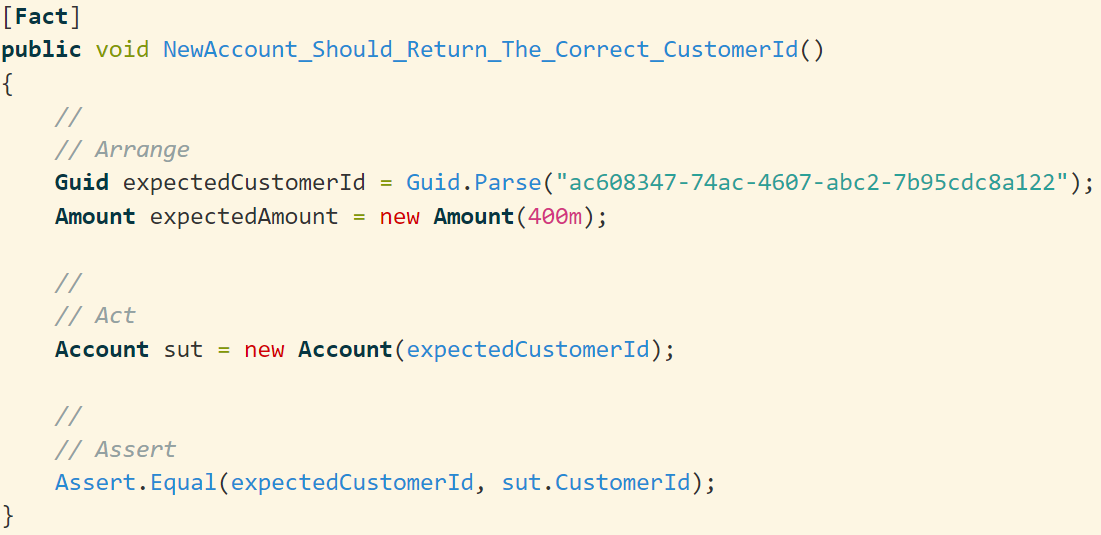 [Fact]
public void NewAccount_Should_Return_The_Correct_CustomerId()
{
    //
    // Arrange
    Guid expectedCustomerId = Guid.Parse("ac608347-74ac-4607-abc2-7b95cdc8a122");
    Amount expectedAmount = new Amount(400m);

    //
    // Act
    Account sut = new Account(expectedCustomerId);

    //
    // Assert
    Assert.Equal(expectedCustomerId, sut.CustomerId);
}